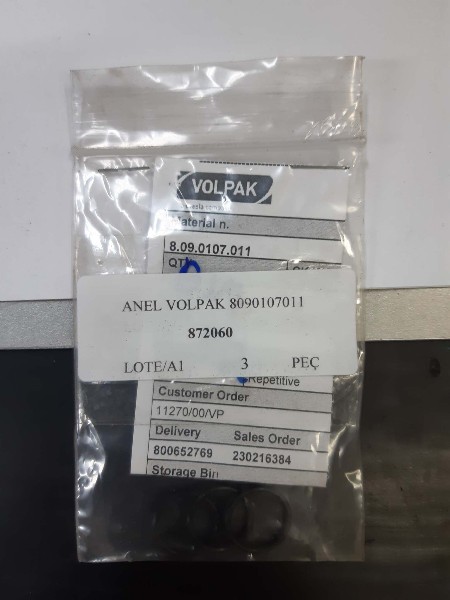 VOLPAK
Material n.
8.09.0107.011
ANEL VOLPAK 8090107011
872060
LOTE/A1 3 PEÇ
Repetitive
Customer Order
11270/00/VP
Delivery Sales Order
800652769 230216384
Storage Bin